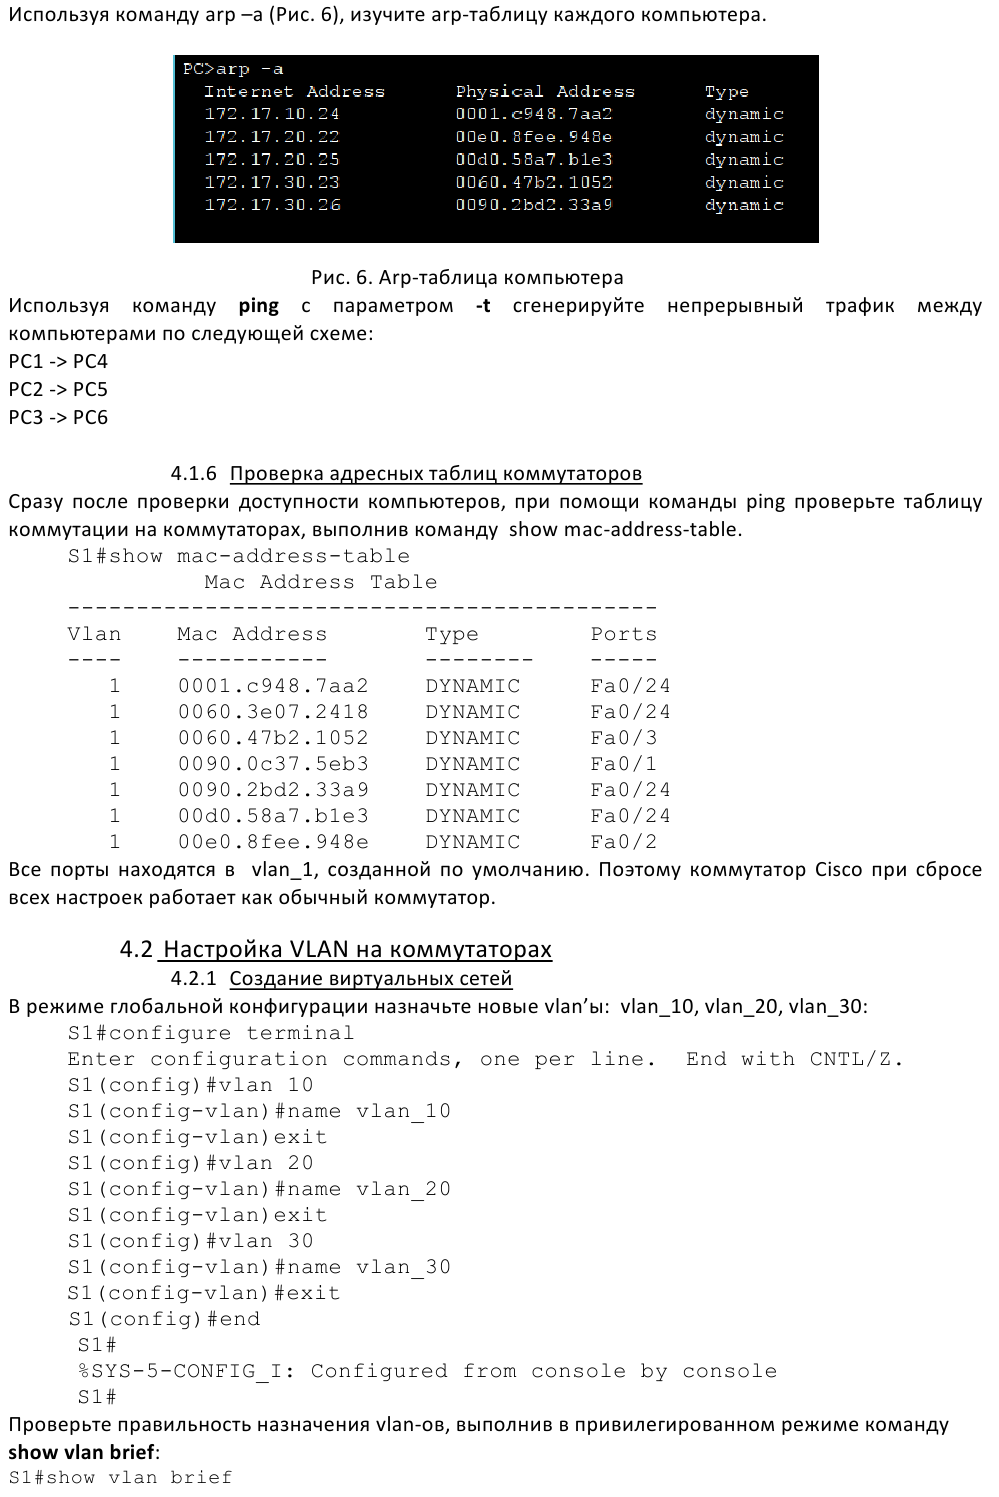 Используя команду arp –a (Рис. 6), изучите arp-таблицу каждого компьютера.
PC>arp -a
Internet Address Physical Address Type
172.17.10.24 0001.c948.7aa2 dynamic
172.17.20.22 00e0.8fee.948e dynamic
172.17.20.25 00d0.58a7.b1e3 dynamic
172.17.30.23 0060.47b2.1052 dynamic
172.17.30.26 0090.2bd2.33a9 dynamic
Рис. 6. Arp-таблица компьютера
Используя команду ping с параметром -t сгенерируйте непрерывный трафик между
компьютерами по следующей схеме:
PC1 -> PC4
PC2 -> PC5
PC3 -> PC6
4.1.6 Проверка адресных таблиц коммутаторов
Сразу после проверки доступности компьютеров, при помощи команды ping проверьте таблицу
коммутации на коммутаторах, выполнив команду show mac-address-table.
S1#show mac-address-table
Mac Address Table
-------------------------------------------
Vlan Mac Address Type Ports
---- ----------- -------- -----
1 0001.c948.7aa2 DYNAMIC Fa0/24
1 0060.3e07.2418 DYNAMIC Fa0/24
1 0060.47b2.1052 DYNAMIC Fa0/3
1 0090.0c37.5eb3 DYNAMIC Fa0/1
1 0090.2bd2.33a9 DYNAMIC Fa0/24
1 00d0.58a7.b1e3 DYNAMIC Fa0/24
1 00e0.8fee.948e DYNAMIC Fa0/2
Все порты находятся в vlan_1, созданной по умолчанию. Поэтому коммутатор Cisco при сбросе
всех настроек работает как обычный коммутатор.
4.2 Настройка VLAN на коммутаторах
4.2.1 Создание виртуальных сетей
В режиме глобальной конфигурации назначьте новые vlan’ы: vlan_10, vlan_20, vlan_30:
S1#configure terminal
Enter configuration commands, one per line. End with CNTL/Z.
S1(config)#vlan 10
S1(config-vlan)#name vlan_10
S1(config-vlan)exit
S1(config)#vlan 20
S1(config-vlan)#name vlan_20
S1(config-vlan)exit
S1(config)#vlan 30
S1(config-vlan)#name vlan_30
S1(config-vlan)#exit
S1(config)#end
S1#
%SYS-5-CONFIG_I: Configured from console by console
S1#
Проверьте правильность назначения vlan-ов, выполнив в привилегированном режиме команду
show vlan brief:
S1#show vlan brief